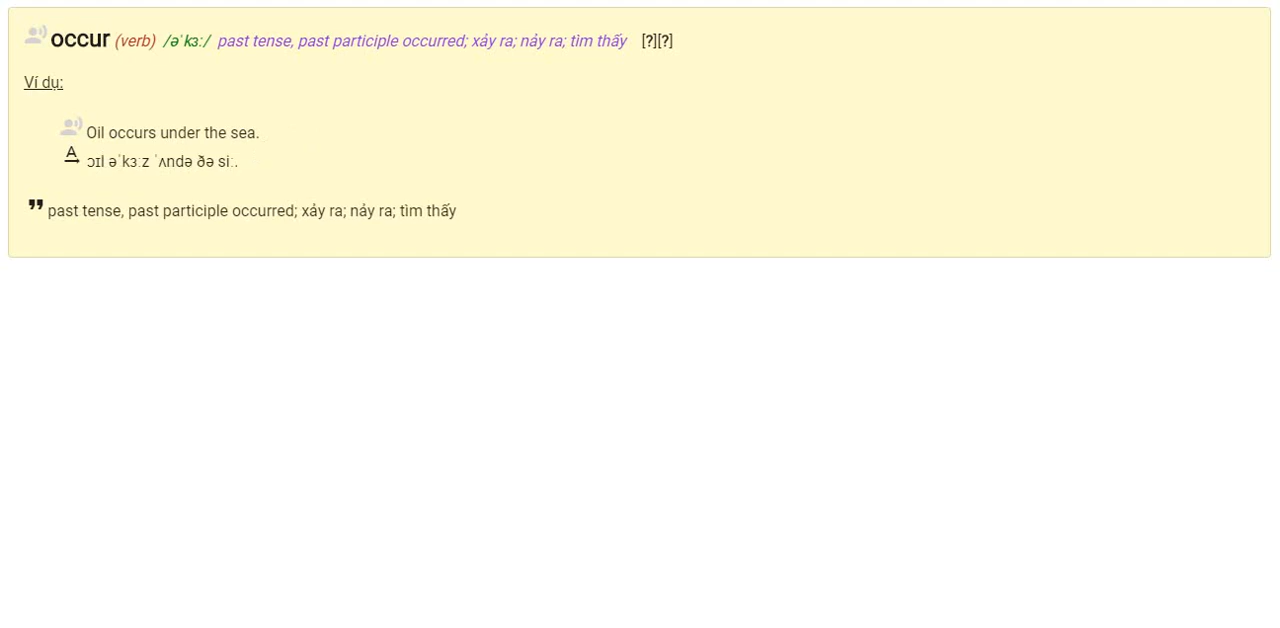 occur (verb) /əˈkɜː/ past tense, past participle occurred; xảy ra; nảy ra; tìm thấy [?][?]
Ví dụ:
Oil occurs under the sea.
ɔɪl əˈkɜːz ˈʌndə ðə siː.
past tense, past participle occurred; xảy ra; nảy ra; tìm thấy